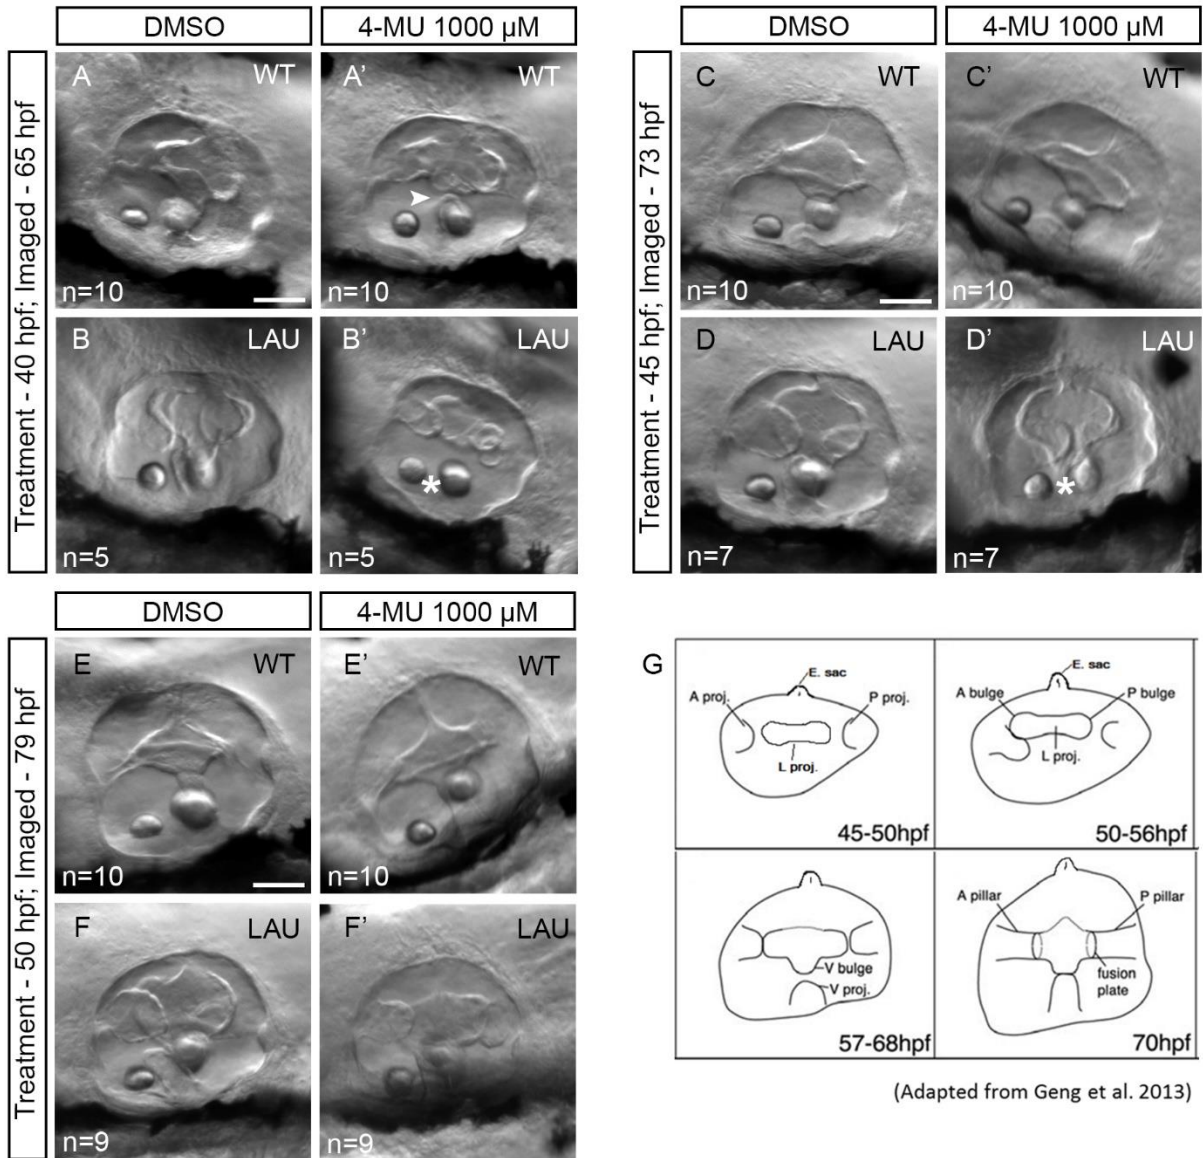 DMSO
4-MU 1000 µM
Treatment - 40 hpf; Imaged - 65 hpf
A
WT
n=10
A’
WT
n=10
B
LAU
n=5
B’
LAU
*
n=5
DMSO
4-MU 1000 µM
Treatment - 45 hpf; Imaged - 73 hpf
C
WT
n=10
C’
WT
n=10
D
LAU
n=7
D’
LAU
*
n=7
DMSO
4-MU 1000 µM
Treatment - 50 hpf; Imaged - 79 hpf
E
WT
n=10
E’
WT
n=10
F
LAU
n=9
F’
LAU
n=9
G
E. sac
A proj.
P proj.
L proj.
45-50hpf
E. sac
A bulge
P bulge
L proj.
50-56hpf
V bulge
V proj.
57-68hpf
A pillar
P pillar
fusion
plate
70hpf
(Adapted from Geng et al. 2013)